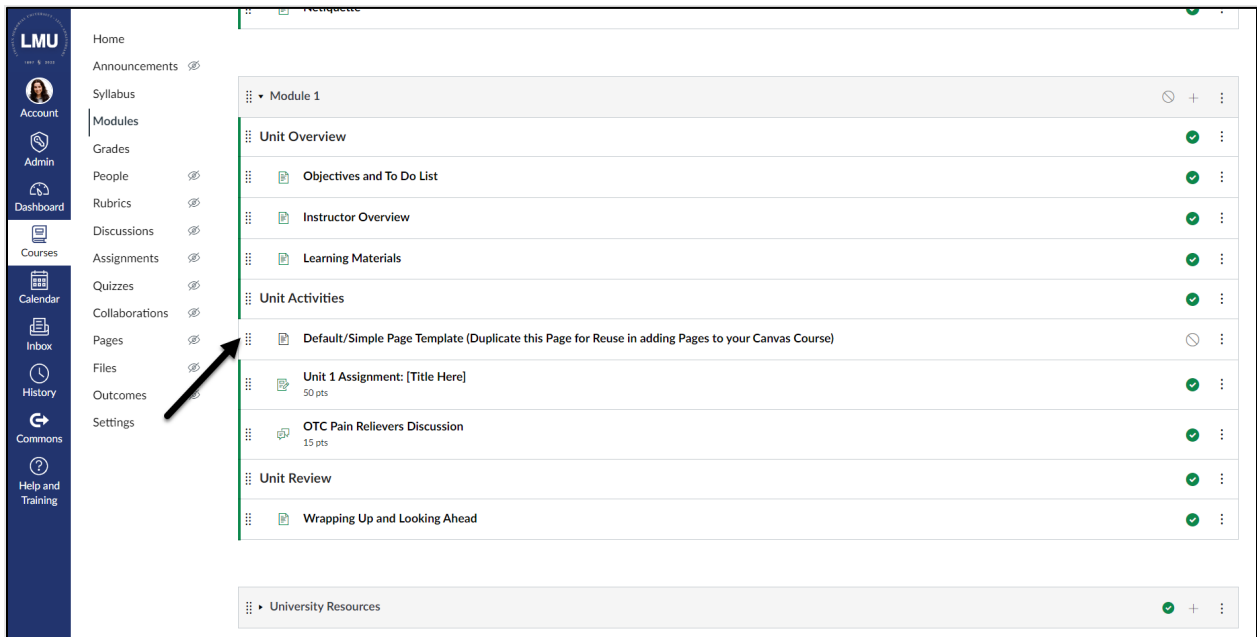 Netiquette
LMU
Account
Admin
Dashboard
Courses
Calendar
Inbox
History
Commons
Help and
Training
Home
Announcements
Syllabus
Modules
Grades
People
Rubrics
Discussions
Assignments
Quizzes
Collaborations
Pages
Files
Outcomes
Settings
Module 1
Unit Overview
Objectives and To Do List
Instructor Overview
Learning Materials
Unit Activities
Default/Simple Page Template (Duplicate this Page for Reuse in adding Pages to your Canvas Course)
Unit 1 Assignment: [Title Here]
50 pts
OTC Pain Relievers Discussion
15 pts
Unit Review
Wrapping Up and Looking Ahead
University Resources